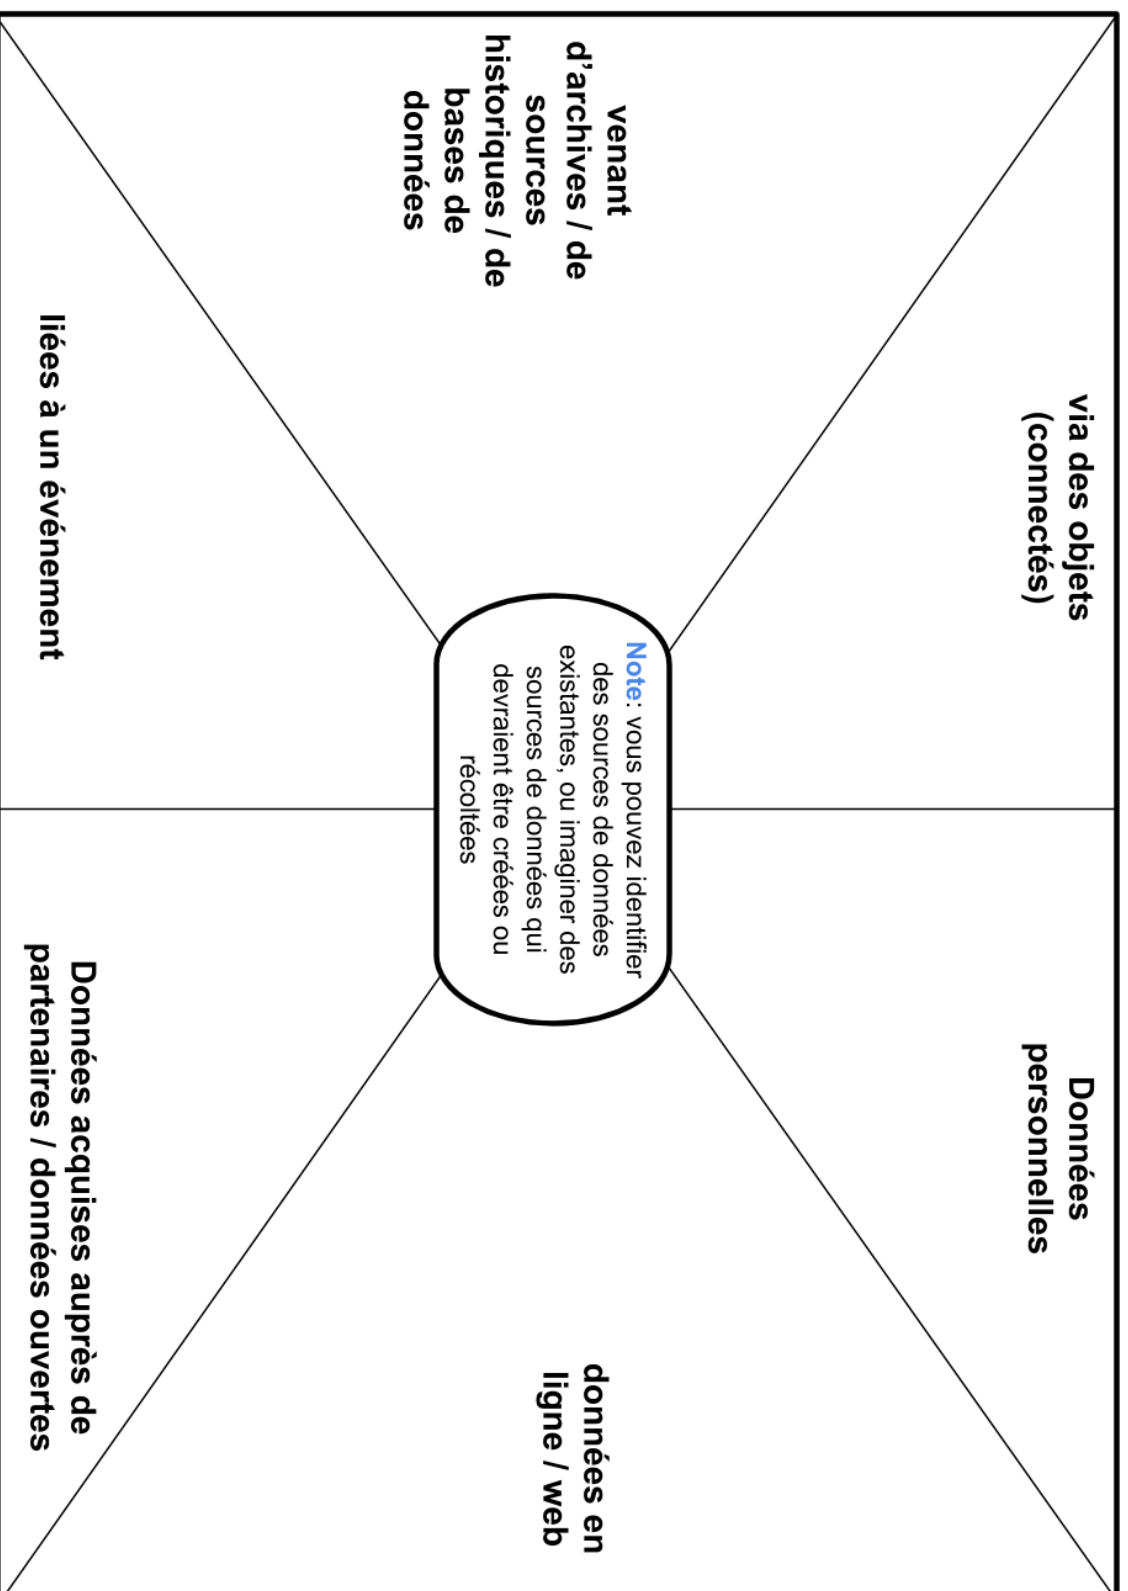 via des objets
(connectés)
Données
personnelles
venant
d'archives / de
sources
historiques / de
bases de
données
Note: vous pouvez identifier
des sources de données
existantes, ou imaginer des
sources de données qui
devraient être créées ou
récoltées
données en
ligne / web
liées à un événement
Données acquises auprès de
partenaires / données ouvertes